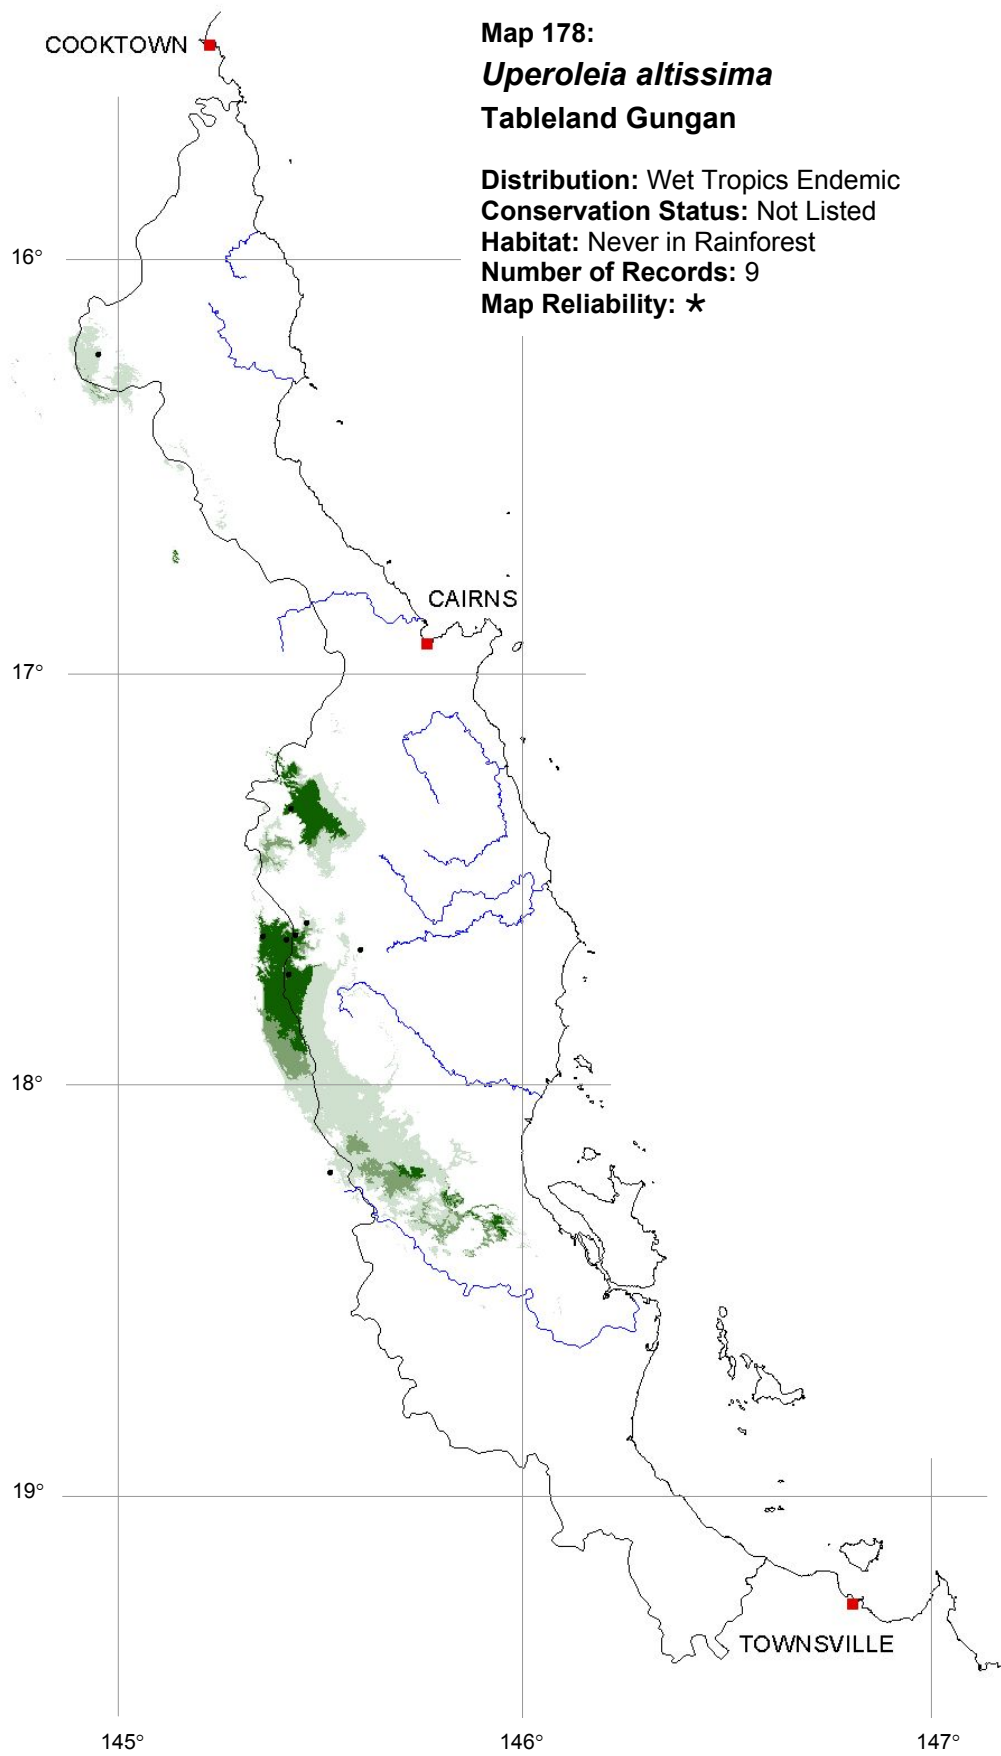 COOKTOWN
Map 178:
Uperoleia altissima
Tableland Gungan
Distribution: Wet Tropics Endemic
Conservation Status: Not Listed
Habitat: Never in Rainforest
Number of Records: 9
Map Reliability: *
16°
CAIRNS
17°
18°
19°
TOWNSVILLE
145°
146°
147°